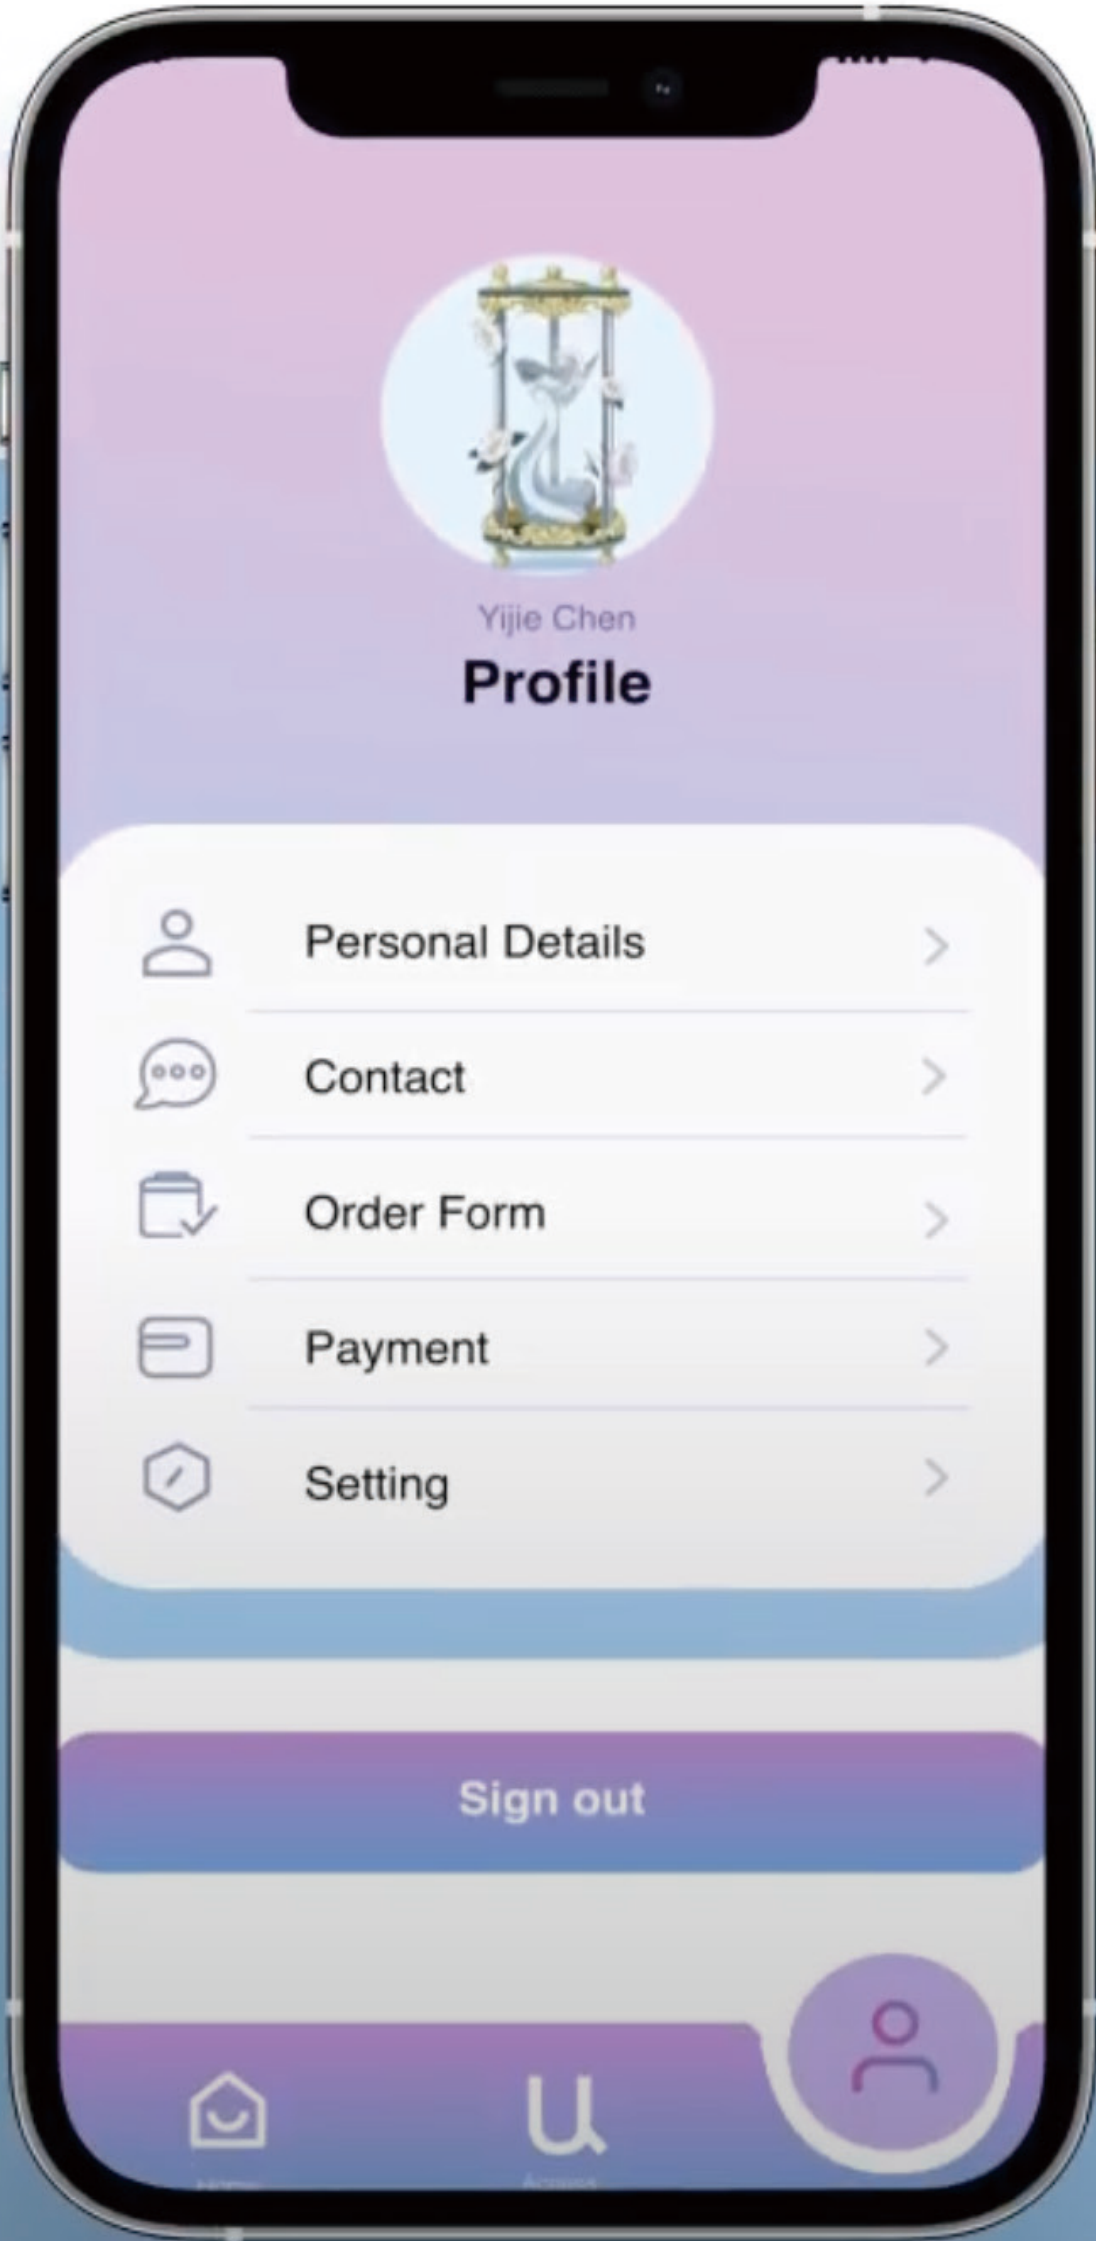 Yijie Chen
Profile
Personal Details
Contact
Order Form
Payment
Setting
Sign out